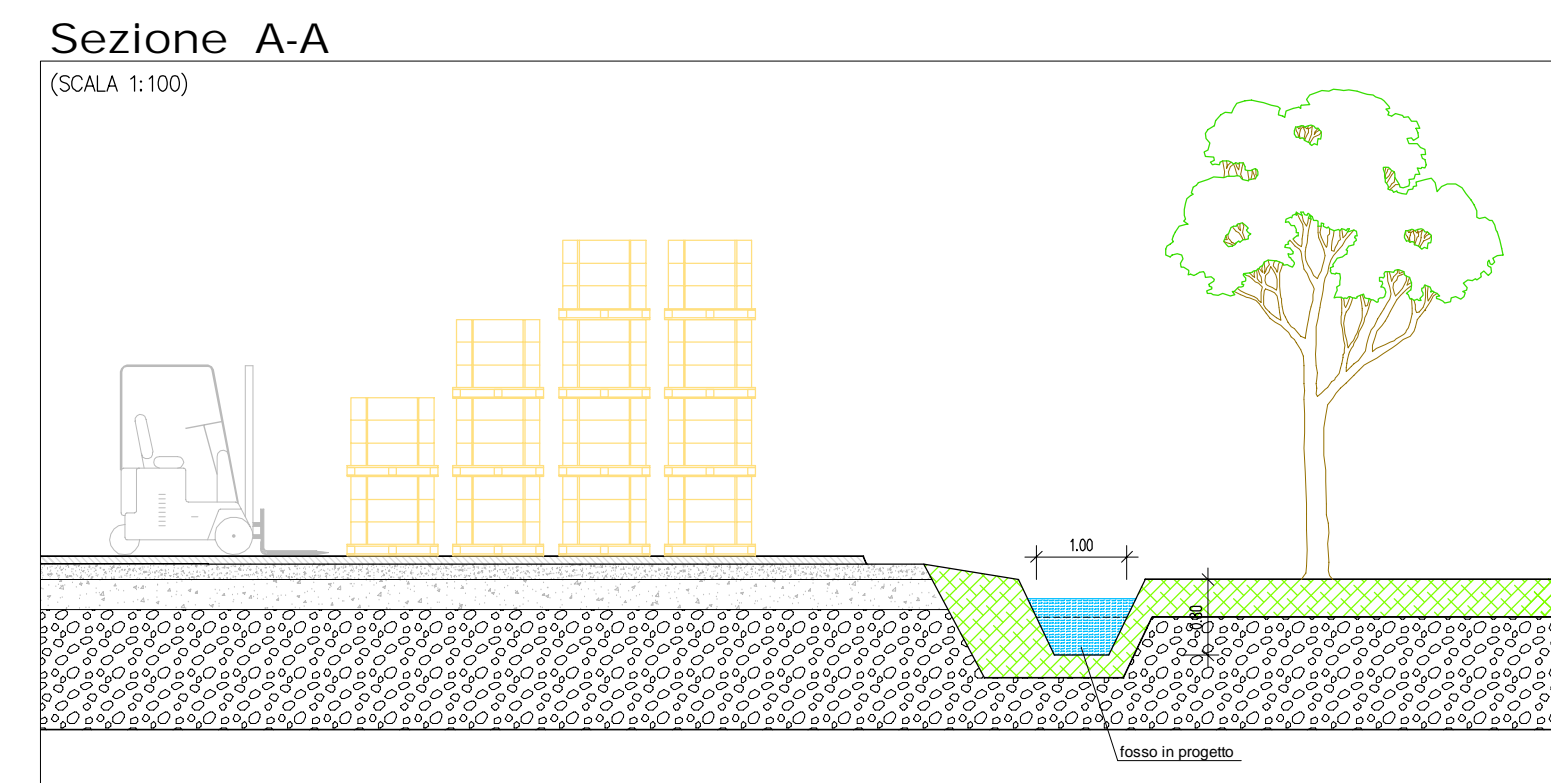 Sezione A-A
(SCALA 1:100)
1.00
0.80
fosso in progetto